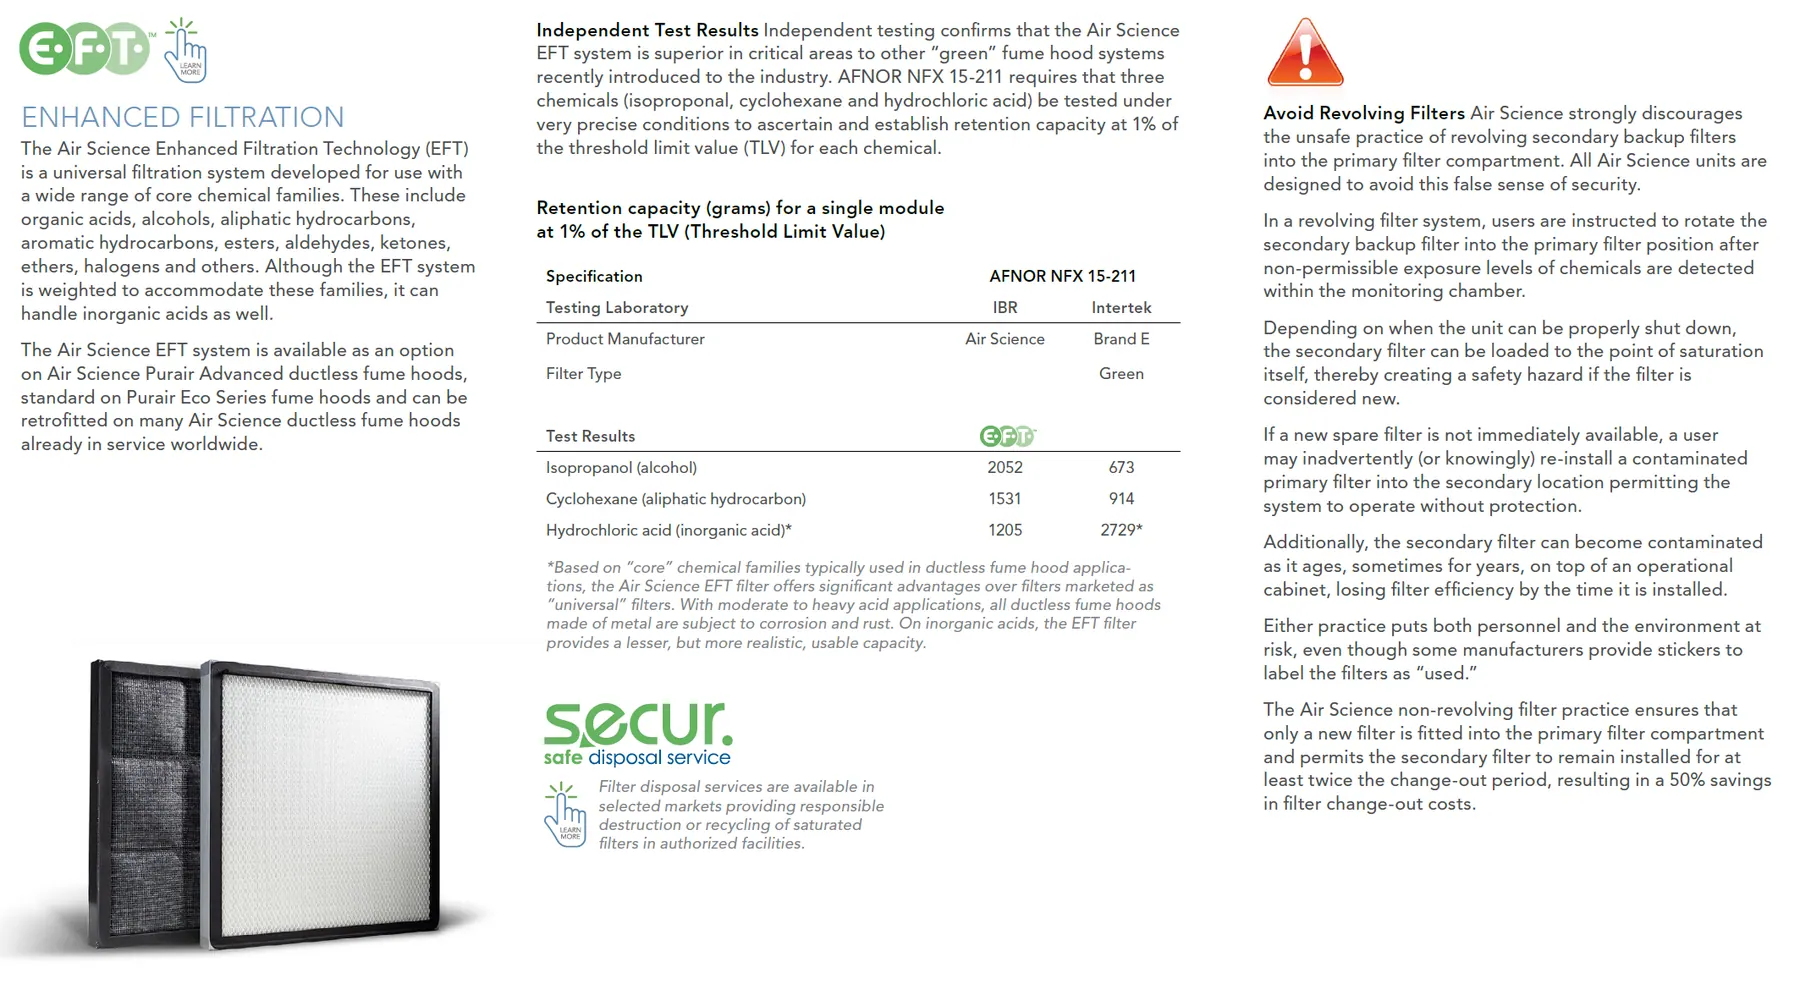 E·F·T·™
LEARN
MORE
ENHANCED FILTRATION
The Air Science Enhanced Filtration Technology (EFT)
is a universal filtration system developed for use with
a wide range of core chemical families. These include
organic acids, alcohols, aliphatic hydrocarbons,
aromatic hydrocarbons, esters, aldehydes, ketones,
ethers, halogens and others. Although the EFT system
is weighted to accommodate these families, it can
handle inorganic acids as well.
The Air Science EFT system is available as an option
on Air Science Purair Advanced ductless fume hoods,
standard on Purair Eco Series fume hoods and can be
retrofitted on many Air Science ductless fume hoods
already in service worldwide.
Independent Test Results Independent testing confirms that the Air Science
EFT system is superior in critical areas to other “green” fume hood systems
recently introduced to the industry. AFNOR NFX 15-211 requires that three
chemicals (isoproponal, cyclohexane and hydrochloric acid) be tested under
very precise conditions to ascertain and establish retention capacity at 1% of
the threshold limit value (TLV) for each chemical.
Retention capacity (grams) for a single module
at 1% of the TLV (Threshold Limit Value)
Specification AFNOR NFX 15-211
Testing Laboratory IBR Intertek
Product Manufacturer Air Science Brand E
Filter Type Green
Test Results E·F·T·™
Isopropanol (alcohol) 2052 673
Cyclohexane (aliphatic hydrocarbon) 1531 914
Hydrochloric acid (inorganic acid)* 1205 2729*
*Based on “core” chemical families typically used in ductless fume hood applica-
tions, the Air Science EFT filter offers significant advantages over filters marketed as
“universal” filters. With moderate to heavy acid applications, all ductless fume hoods
made of metal are subject to corrosion and rust. On inorganic acids, the EFT filter
provides a lesser, but more realistic, usable capacity.
secur.
safe disposal service
LEARN
MORE
Filter disposal services are available in
selected markets providing responsible
destruction or recycling of saturated
filters in authorized facilities.
!
Avoid Revolving Filters Air Science strongly discourages
the unsafe practice of revolving secondary backup filters
into the primary filter compartment. All Air Science units are
designed to avoid this false sense of security.
In a revolving filter system, users are instructed to rotate the
secondary backup filter into the primary filter position after
non-permissible exposure levels of chemicals are detected
within the monitoring chamber.
Depending on when the unit can be properly shut down,
the secondary filter can be loaded to the point of saturation
itself, thereby creating a safety hazard if the filter is
considered new.
If a new spare filter is not immediately available, a user
may inadvertently (or knowingly) re-install a contaminated
primary filter into the secondary location permitting the
system to operate without protection.
Additionally, the secondary filter can become contaminated
as it ages, sometimes for years, on top of an operational
cabinet, losing filter efficiency by the time it is installed.
Either practice puts both personnel and the environment at
risk, even though some manufacturers provide stickers to
label the filters as “used.”
The Air Science non-revolving filter practice ensures that
only a new filter is fitted into the primary filter compartment
and permits the secondary filter to remain installed for at
least twice the change-out period, resulting in a 50% savings
in filter change-out costs.